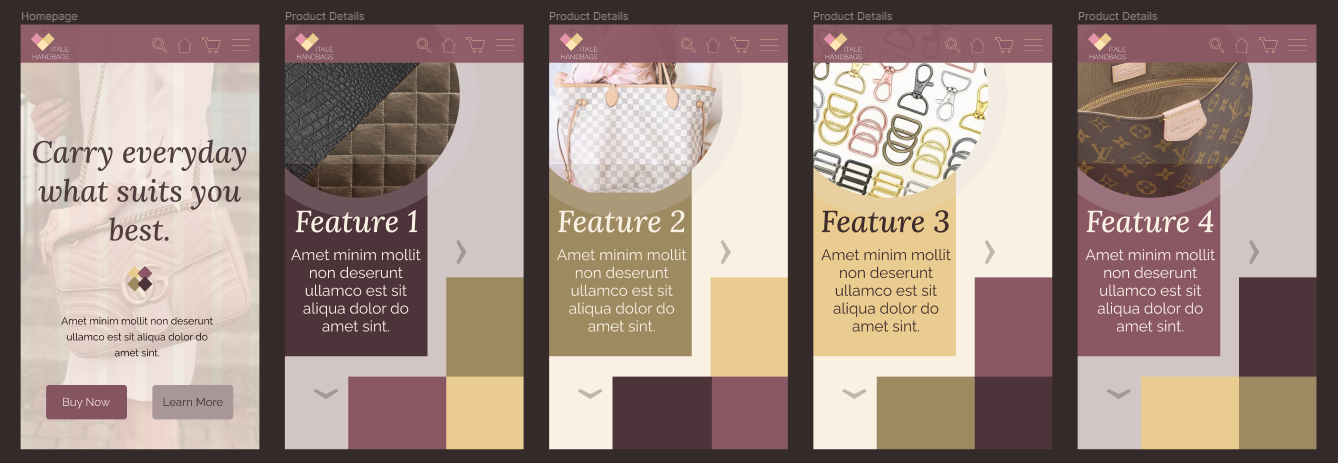 Homepage
ITALE
HANDBAGS
Carry everyday
what suits you
best.
Amet minim mollit non deserunt
ullamco est sit aliqua dolor do
amet sint.
Buy Now
Learn More
Product Details
ITALE
HANDBAGS
Feature 1
Amet minim mollit
non deserunt
ullamco est sit
aliqua dolor do
amet sint.
Product Details
ITALE
HANDBAGS
Feature 2
Amet minim mollit
non deserunt
ullamco est sit
aliqua dolor do
amet sint.
Product Details
ITALE
HANDBAGS
Feature 3
Amet minim mollit
non deserunt
ullamco est sit
aliqua dolor do
amet sint.
Product Details
ITALE
HANDBAGS
Feature 4
Amet minim mollit
non deserunt
ullamco est sit
aliqua dolor do
amet sint.